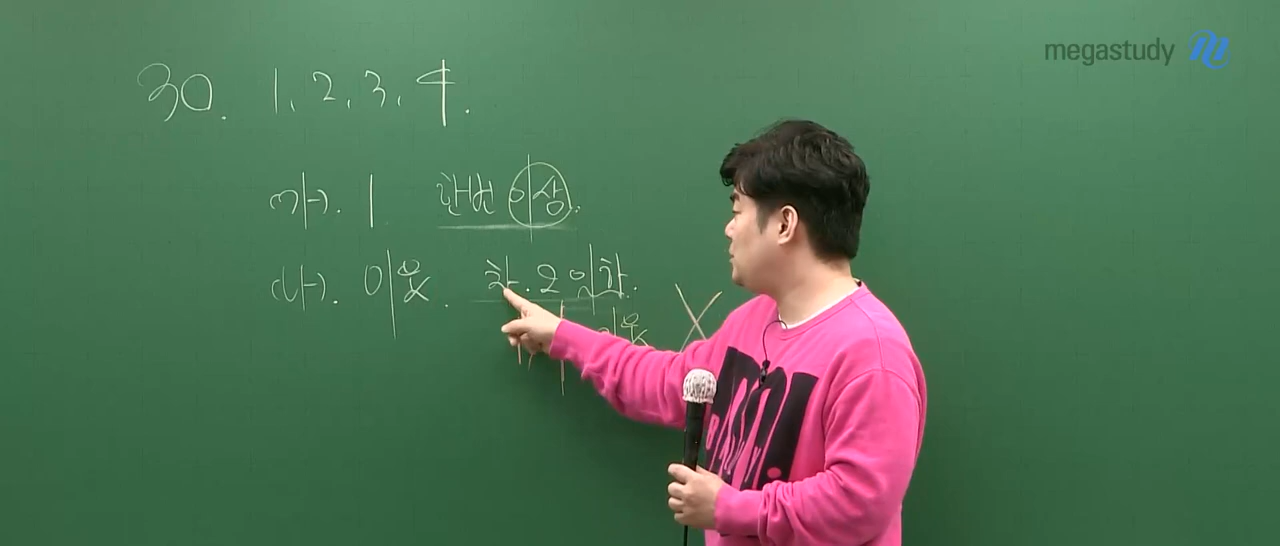 megastudy
30. 1, 2, 3, 4.
(가). 1 한번 이상.
(나). 이웃. 차. 2 이하.
이웃 X